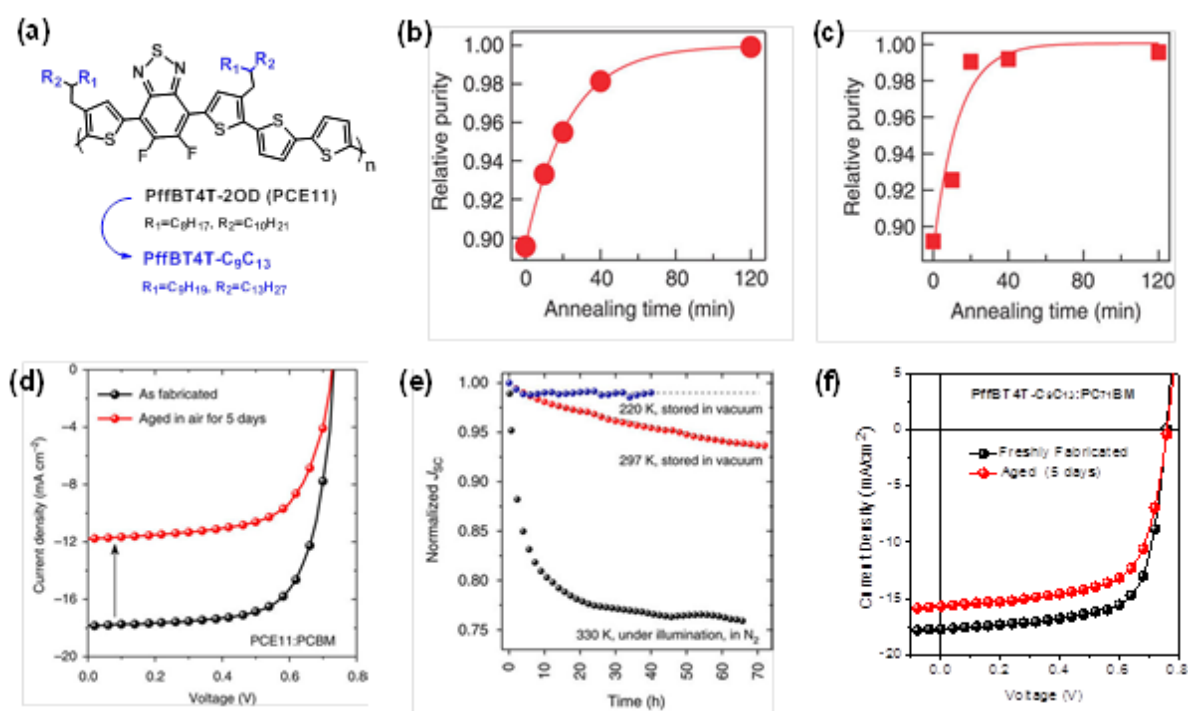 (a)
R₂ R₁
R₁ R₂
S
N N
S S S S
F F
n
PffBT4T-2OD (PCE11)
R₁=C₈H₁₇, R₂=C₁₀H₂₁
PffBT4T-C₉C₁₃
R₁=C₉H₁₉, R₂=C₁₃H₂₇
(b)
Relative purity
1.00
0.98
0.96
0.94
0.92
0.90
0 40 80 120
Annealing time (min)
(c)
Relative purity
1.00
0.98
0.96
0.94
0.92
0.90
0 40 80 120
Annealing time (min)
(d)
Current density (mA cm⁻²)
0
−4
−8
−12
−16
−20
As fabricated
Aged in air for 5 days
PCE11:PCBM
0.0 0.2 0.4 0.6 0.8
Voltage (V)
(e)
Normalized JSC
1.00
0.95
0.90
0.85
0.80
0.75
220 K, stored in vacuum
297 K, stored in vacuum
330 K, under illumination, in N₂
0 10 20 30 40 50 60 70
Time (h)
(f)
Current Density (mA/cm²)
5
0
-5
-10
-15
-20
PffBT4T-C₉C₁₃:PC₇₁BM
Freshly Fabricated
Aged (5 days)
0.0 0.2 0.4 0.6 0.8
Voltage (V)